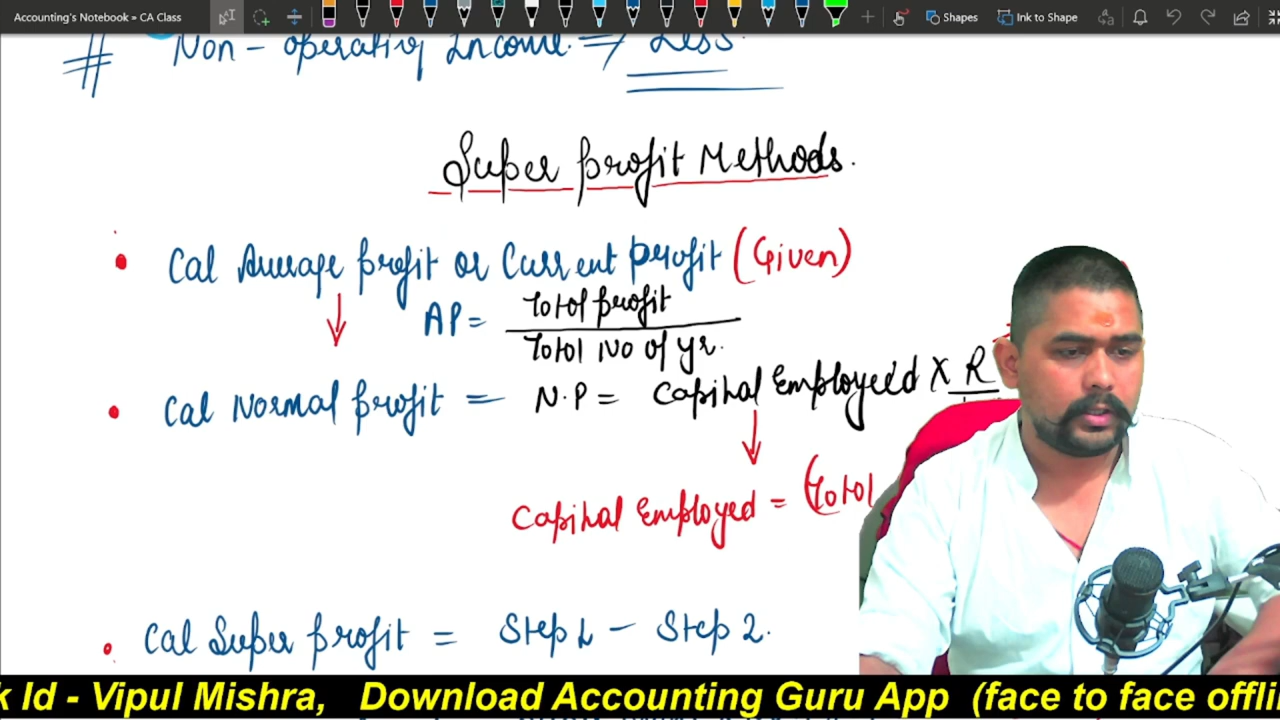 Accounting's Notebook » CA Class
Shapes
Ink to Shape
# Non-operating Income ⇒ Less
Super Profit Methods.
• Cal Average profit or Current profit (Given)
AP = Total profit
Total No of yr.
• Cal Normal profit = N.P = Capital Employeed X R
Capital Employed = (Total
• Cal Super profit = Step 1 - Step 2.
k Id - Vipul Mishra, Download Accounting Guru App (face to face offli